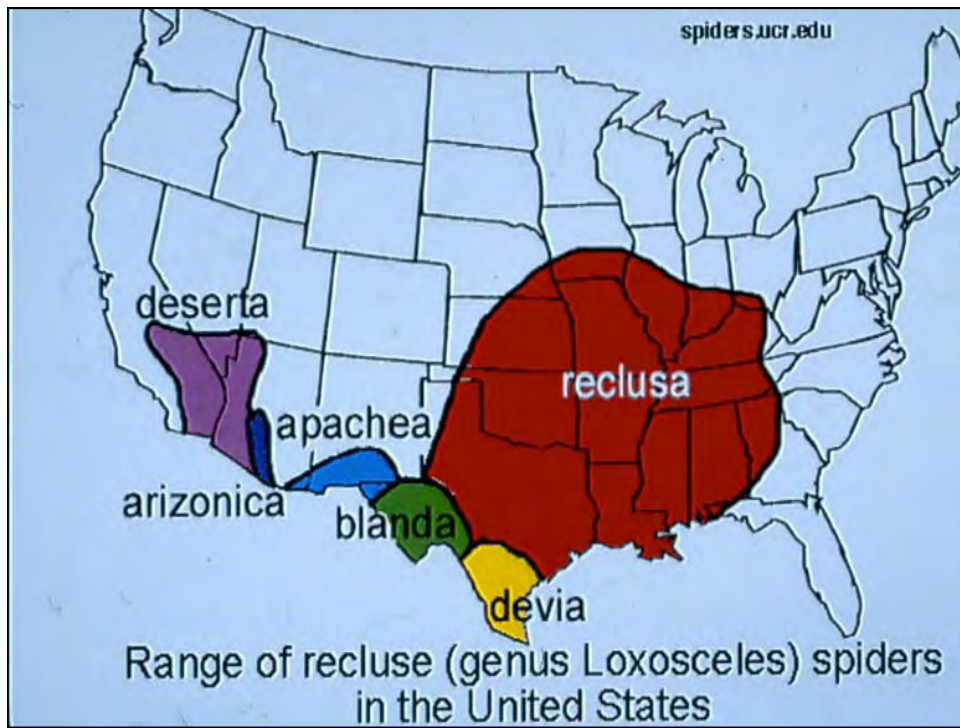 spiders.ucr.edu
deserta
reclusa
apachea
arizonica
blanda
devia
Range of recluse (genus Loxosceles) spiders
in the United States